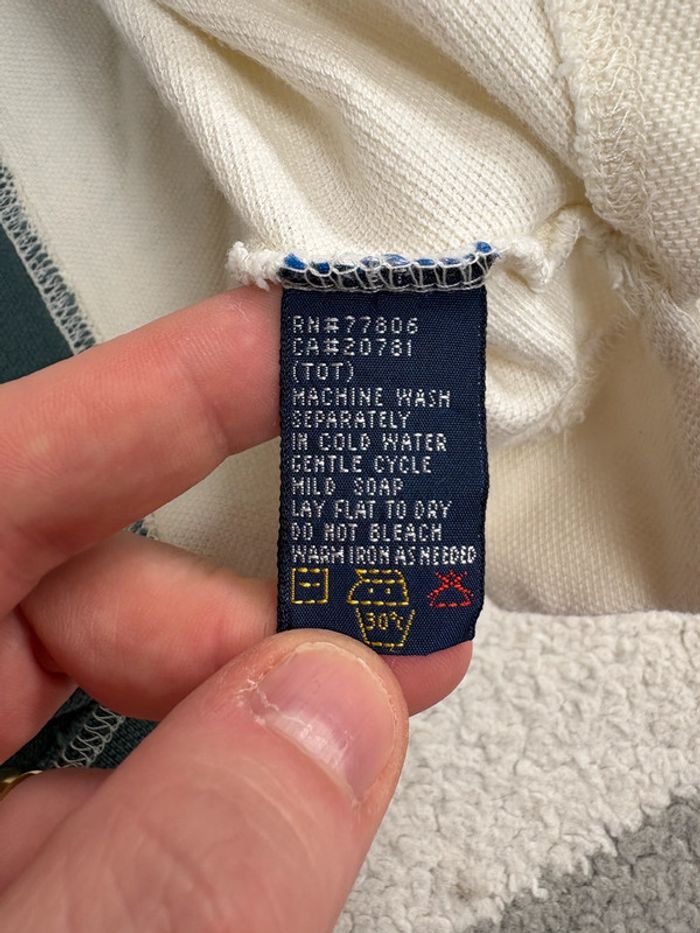 RN#77806
CA#20781
(TOT)
MACHINE WASH
SEPARATELY
IN COLD WATER
GENTLE CYCLE
MILD SOAP
LAY FLAT TO DRY
DO NOT BLEACH
WARM IRON AS NEEDED
30°C